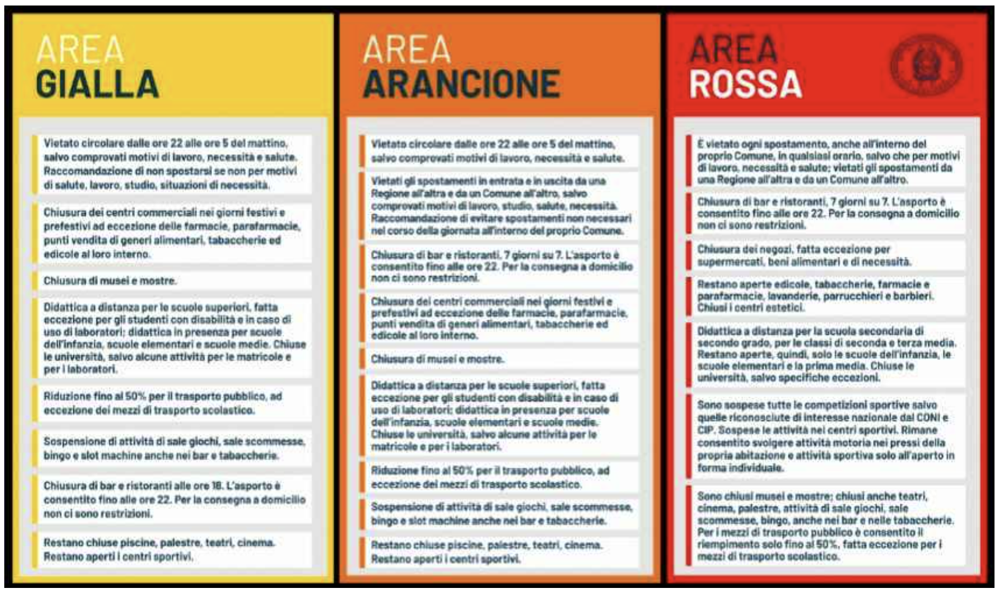 AREA
GIALLA
Vietato circolare dalle ore 22 alle ore 5 del mattino,
salvo comprovati motivi di lavoro, necessità e salute.
Raccomandazione di non spostarsi se non per motivi
di salute, lavoro, studio, situazioni di necessità.
Chiusura dei centri commerciali nei giorni festivi e
prefestivi ad eccezione delle farmacie, parafarmacie,
punti vendita di generi alimentari, tabaccherie ed
edicole al loro interno.
Chiusura di musei e mostre.
Didattica a distanza per le scuole superiori, fatta
eccezione per gli studenti con disabilità e in caso di
uso di laboratori; didattica in presenza per scuole
dell'infanzia, scuole elementari e scuole medie. Chiuse
le università, salvo alcune attività per le matricole e
per i laboratori.
Riduzione fino al 50% per il trasporto pubblico, ad
eccezione dei mezzi di trasporto scolastico.
Sospensione di attività di sale giochi, sale scommesse,
bingo e slot machine anche nei bar e tabaccherie.
Chiusura di bar e ristoranti alle ore 18. L'asporto è
consentito fino alle ore 22. Per la consegna a domicilio
non ci sono restrizioni.
Restano chiuse piscine, palestre, teatri, cinema.
Restano aperti i centri sportivi.
AREA
ARANCIONE
Vietato circolare dalle ore 22 alle ore 5 del mattino,
salvo comprovati motivi di lavoro, necessità e salute.
Vietati gli spostamenti in entrata e in uscita da una
Regione all'altra e da un Comune all'altro, salvo
comprovati motivi di lavoro, studio, salute, necessità.
Raccomandazione di evitare spostamenti non necessari
nel corso della giornata all'interno del proprio Comune.
Chiusura di bar e ristoranti, 7 giorni su 7. L'asporto è
consentito fino alle ore 22. Per la consegna a domicilio
non ci sono restrizioni.
Chiusura dei centri commerciali nei giorni festivi e
prefestivi ad eccezione delle farmacie, parafarmacie,
punti vendita di generi alimentari, tabaccherie ed
edicole al loro interno.
Chiusura di musei e mostre.
Didattica a distanza per le scuole superiori, fatta
eccezione per gli studenti con disabilità e in caso di
uso di laboratori; didattica in presenza per scuole
dell'infanzia, scuole elementari e scuole medie.
Chiuse le università, salvo alcune attività per le
matricole e per i laboratori.
Riduzione fino al 50% per il trasporto pubblico, ad
eccezione dei mezzi di trasporto scolastico.
Sospensione di attività di sale giochi, sale scommesse,
bingo e slot machine anche nei bar e tabaccherie.
Restano chiuse piscine, palestre, teatri, cinema.
Restano aperti i centri sportivi.
AREA
ROSSA
È vietato ogni spostamento, anche all'interno del
proprio Comune, in qualsiasi orario, salvo che per motivi
di lavoro, necessità e salute; vietati gli spostamenti da
una Regione all'altra e da un Comune all'altro.
Chiusura di bar e ristoranti, 7 giorni su 7. L'asporto è
consentito fino alle ore 22. Per la consegna a domicilio
non ci sono restrizioni.
Chiusura dei negozi, fatta eccezione per
supermercati, beni alimentari e di necessità.
Restano aperte edicole, tabaccherie, farmacie e
parafarmacie, lavanderie, parrucchieri e barbieri.
Chiusi i centri estetici.
Didattica a distanza per la scuola secondaria di
secondo grado, per le classi di seconda e terza media.
Restano aperte, quindi, solo le scuole dell'infanzia, le
scuole elementari e la prima media. Chiuse le
università, salvo specifiche eccezioni.
Sono sospese tutte le competizioni sportive salvo
quelle riconosciute di interesse nazionale dal CONI e
CIP. Sospese le attività nei centri sportivi. Rimane
consentito svolgere attività motoria nei pressi della
propria abitazione e attività sportiva solo all'aperto in
forma individuale.
Sono chiusi musei e mostre; chiusi anche teatri,
cinema, palestre, attività di sale giochi, sale
scommesse, bingo, anche nei bar e nelle tabaccherie.
Per i mezzi di trasporto pubblico è consentito il
riempimento solo fino al 50%, fatta eccezione per i
mezzi di trasporto scolastico.